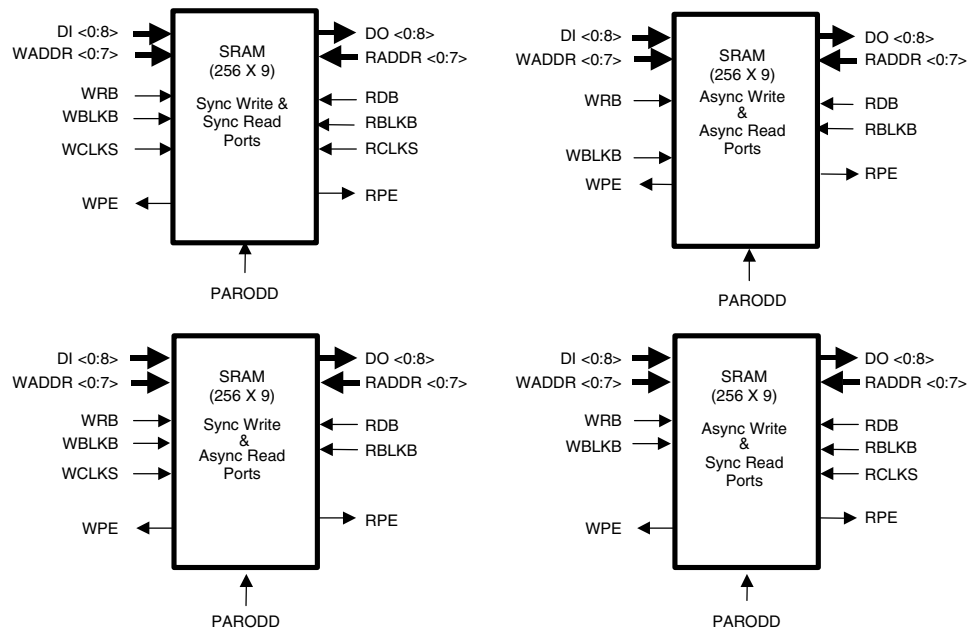 DI <0:8>
WADDR <0:7>
WRB
WBLKB
WCLKS
WPE
SRAM
(256 X 9)
Sync Write &
Sync Read
Ports
DO <0:8>
RADDR <0:7>
RDB
RBLKB
RCLKS
RPE
PARODD
DI <0:8>
WADDR <0:7>
WRB
WBLKB
WPE
SRAM
(256 X 9)
Async Write
&
Async Read
Ports
DO <0:8>
RADDR <0:7>
RDB
RBLKB
RPE
PARODD
DI <0:8>
WADDR <0:7>
WRB
WBLKB
WCLKS
WPE
SRAM
(256 X 9)
Sync Write
&
Async Read
Ports
DO <0:8>
RADDR <0:7>
RDB
RBLKB
RPE
PARODD
DI <0:8>
WADDR <0:7>
WRB
WBLKB
WPE
SRAM
(256 X 9)
Async Write
&
Sync Read
Ports
DO <0:8>
RADDR <0:7>
RDB
RBLKB
RCLKS
RPE
PARODD